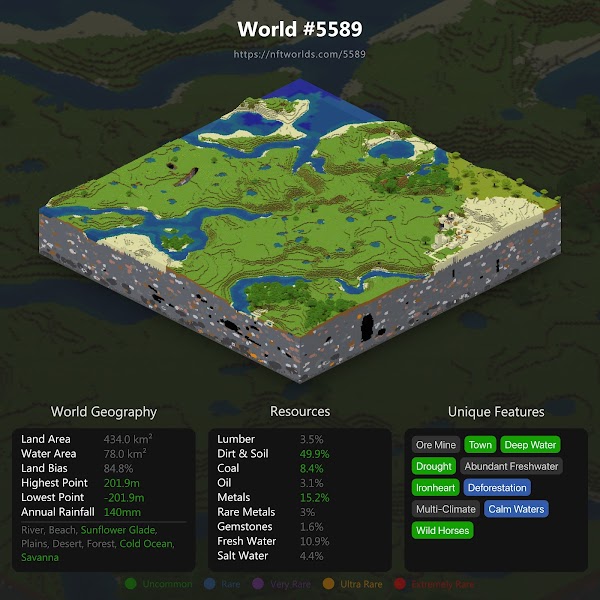 World #5589
https://nftworlds.com/5589
World Geography
Land Area 434.0 km²
Water Area 78.0 km²
Land Bias 84.8%
Highest Point 201.9m
Lowest Point -201.9m
Annual Rainfall 140mm
River, Beach, Sunflower Glade,
Plains, Desert, Forest, Cold Ocean,
Savanna
Resources
Lumber 3.5%
Dirt & Soil 49.9%
Coal 8.4%
Oil 3.1%
Metals 15.2%
Rare Metals 3%
Gemstones 1.6%
Fresh Water 10.9%
Salt Water 4.4%
Unique Features
Ore Mine Town Deep Water
Drought Abundant Freshwater
Ironheart Deforestation
Multi-Climate Calm Waters
Wild Horses
Uncommon Rare Very Rare Ultra Rare Extremely Rare